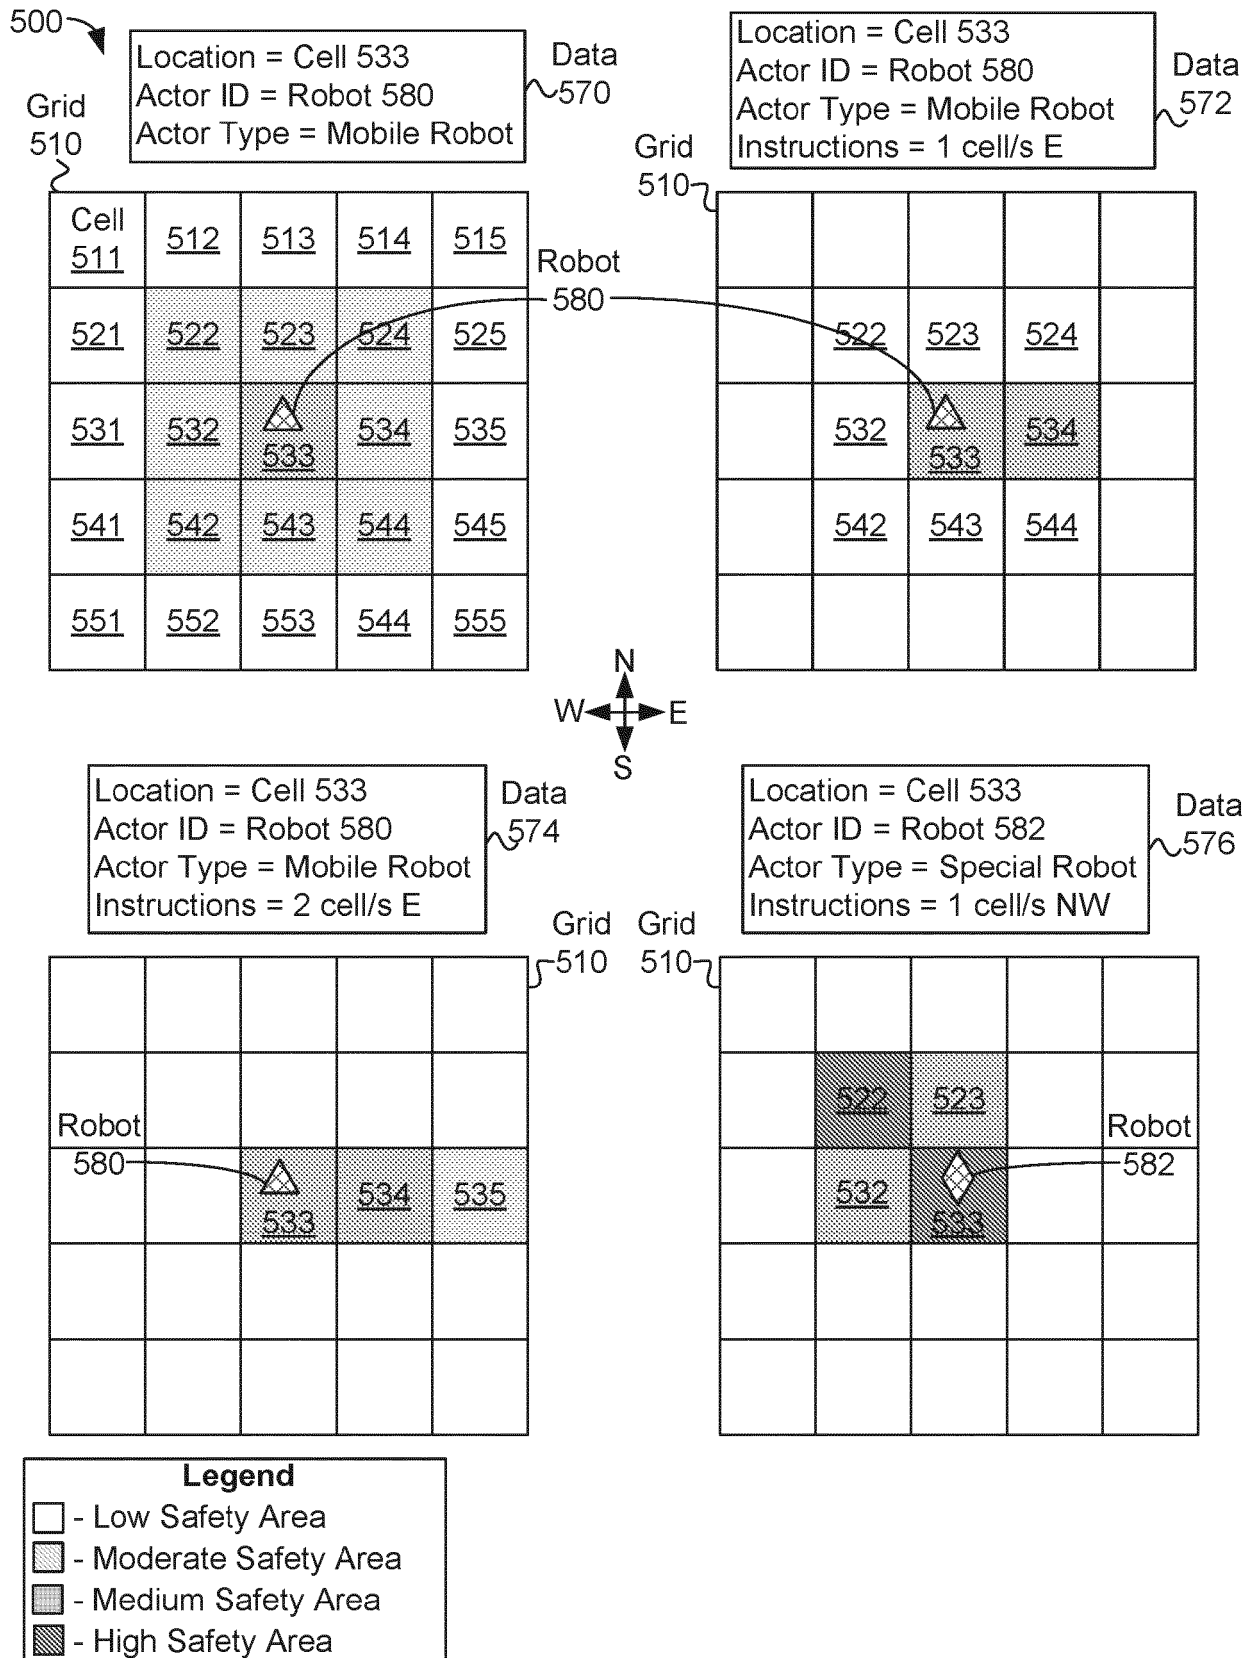 500
Location = Cell 533
Actor ID = Robot 580
Actor Type = Mobile Robot
Data
570
Location = Cell 533
Actor ID = Robot 580
Actor Type = Mobile Robot
Instructions = 1 cell/s E
Data
572
Grid
510
Grid
510
Cell
511 512 513 514 515
521 522 523 524 525
531 532 533 534 535
541 542 543 544 545
551 552 553 544 555
Robot
580
522 523 524
532 533 534
542 543 544
N
W E
S
Location = Cell 533
Actor ID = Robot 580
Actor Type = Mobile Robot
Instructions = 2 cell/s E
Data
574
Location = Cell 533
Actor ID = Robot 582
Actor Type = Special Robot
Instructions = 1 cell/s NW
Data
576
Grid
510
Grid
510
Robot
580
533 534 535
522 523
532 533
Robot
582
Legend
- Low Safety Area
- Moderate Safety Area
- Medium Safety Area
- High Safety Area